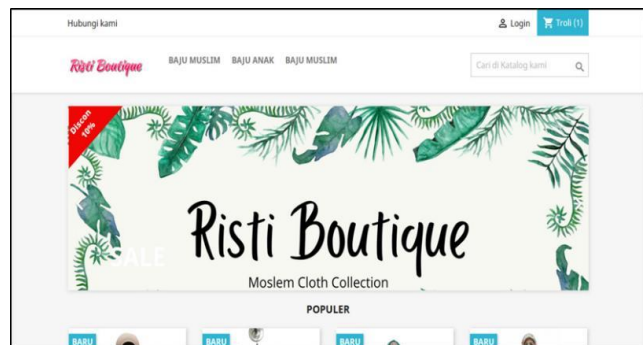 Hubungi kami
Login
Troli (1)
Risti Boutique
BAJU MUSLIM BAJU ANAK BAJU MUSLIM
Cari di Katalog kami
Discon
10%
Risti Boutique
SALE
Moslem Cloth Collection
POPULER
BARU
BARU
BARU
BARU